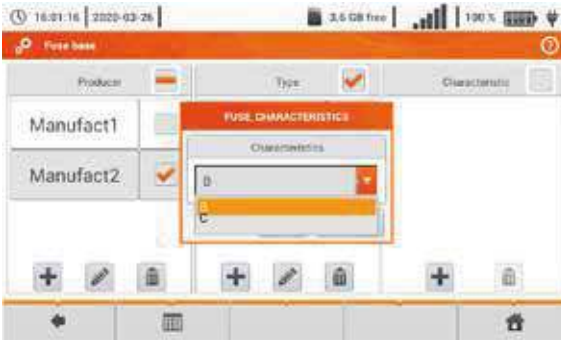 16:01:16 2020-03-26 3,6 GB free 100 %
Fuse base
Producer Type Characteristic
Manufact1
Manufact2
FUSE CHARACTERISTICS
Characteristics
B
B
C